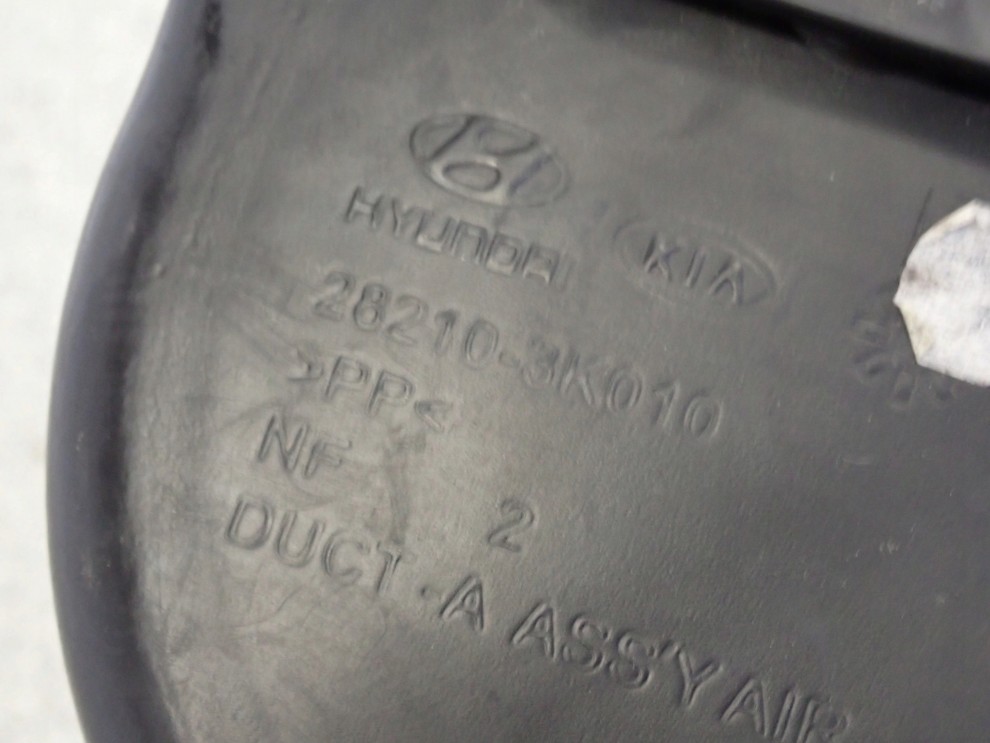 HYUNDAI KIA
28210-3K010
>PP<
NF 2
DUCT-A ASS'Y AIR